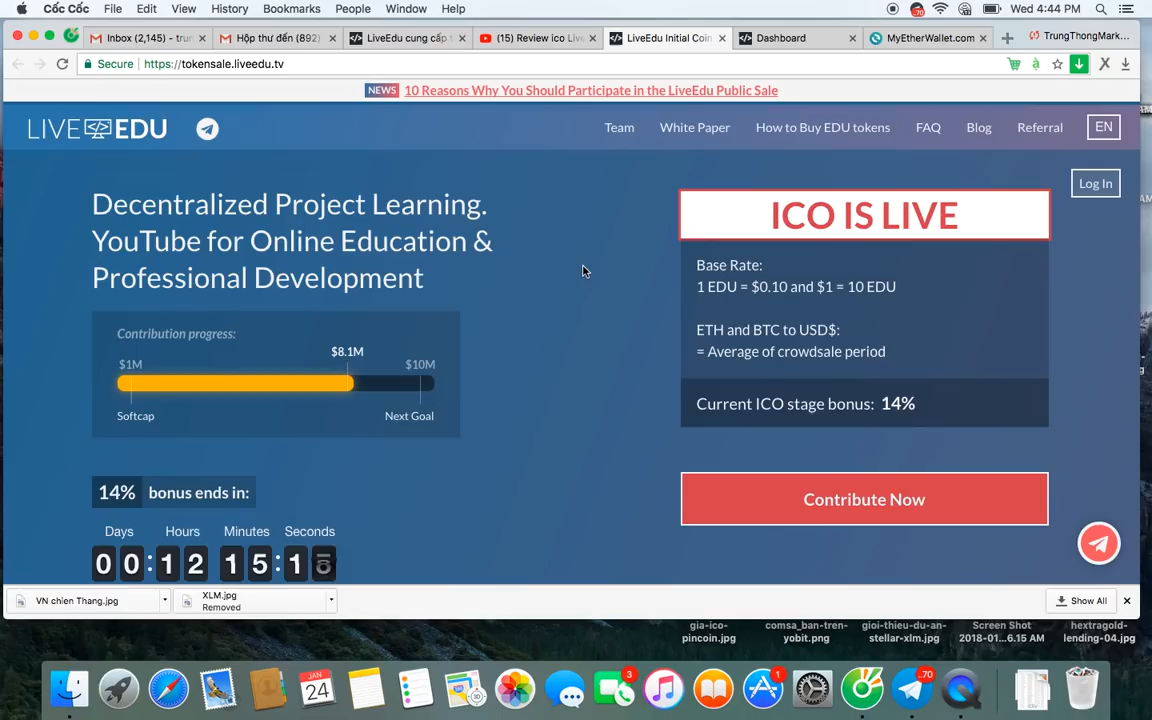 Cốc Cốc File Edit View History Bookmarks People Window Help
70
Wed 4:44 PM
Inbox (2,145) - trun
Hộp thư đến (892)
LiveEdu cung cấp t
(15) Review ico Live
LiveEdu Initial Coin
Dashboard
MyEtherWallet.com
TrungThongMark...
Secure https://tokensale.liveedu.tv
NEWS 10 Reasons Why You Should Participate in the LiveEdu Public Sale
LIVE EDU
Team White Paper How to Buy EDU tokens FAQ Blog Referral EN
Log In
Decentralized Project Learning.
YouTube for Online Education &
Professional Development
Contribution progress:
$8.1M
$1M $10M
Softcap Next Goal
14% bonus ends in:
Days Hours Minutes Seconds
00:12 15:1
ICO IS LIVE
Base Rate:
1 EDU = $0.10 and $1 = 10 EDU
ETH and BTC to USD$:
= Average of crowdsale period
Current ICO stage bonus: 14%
Contribute Now
VN chien Thang.jpg
XLM.jpg
Removed
Show All
gia-ico-
pincoin.jpg
comsa_ban-tren-
yobit.png
gioi-thieu-du-an-
stellar-xlm.jpg
Screen Shot
2018-01...6.15 AM
hextragold-
lending-04.jpg
JAN
24
3
1
..70